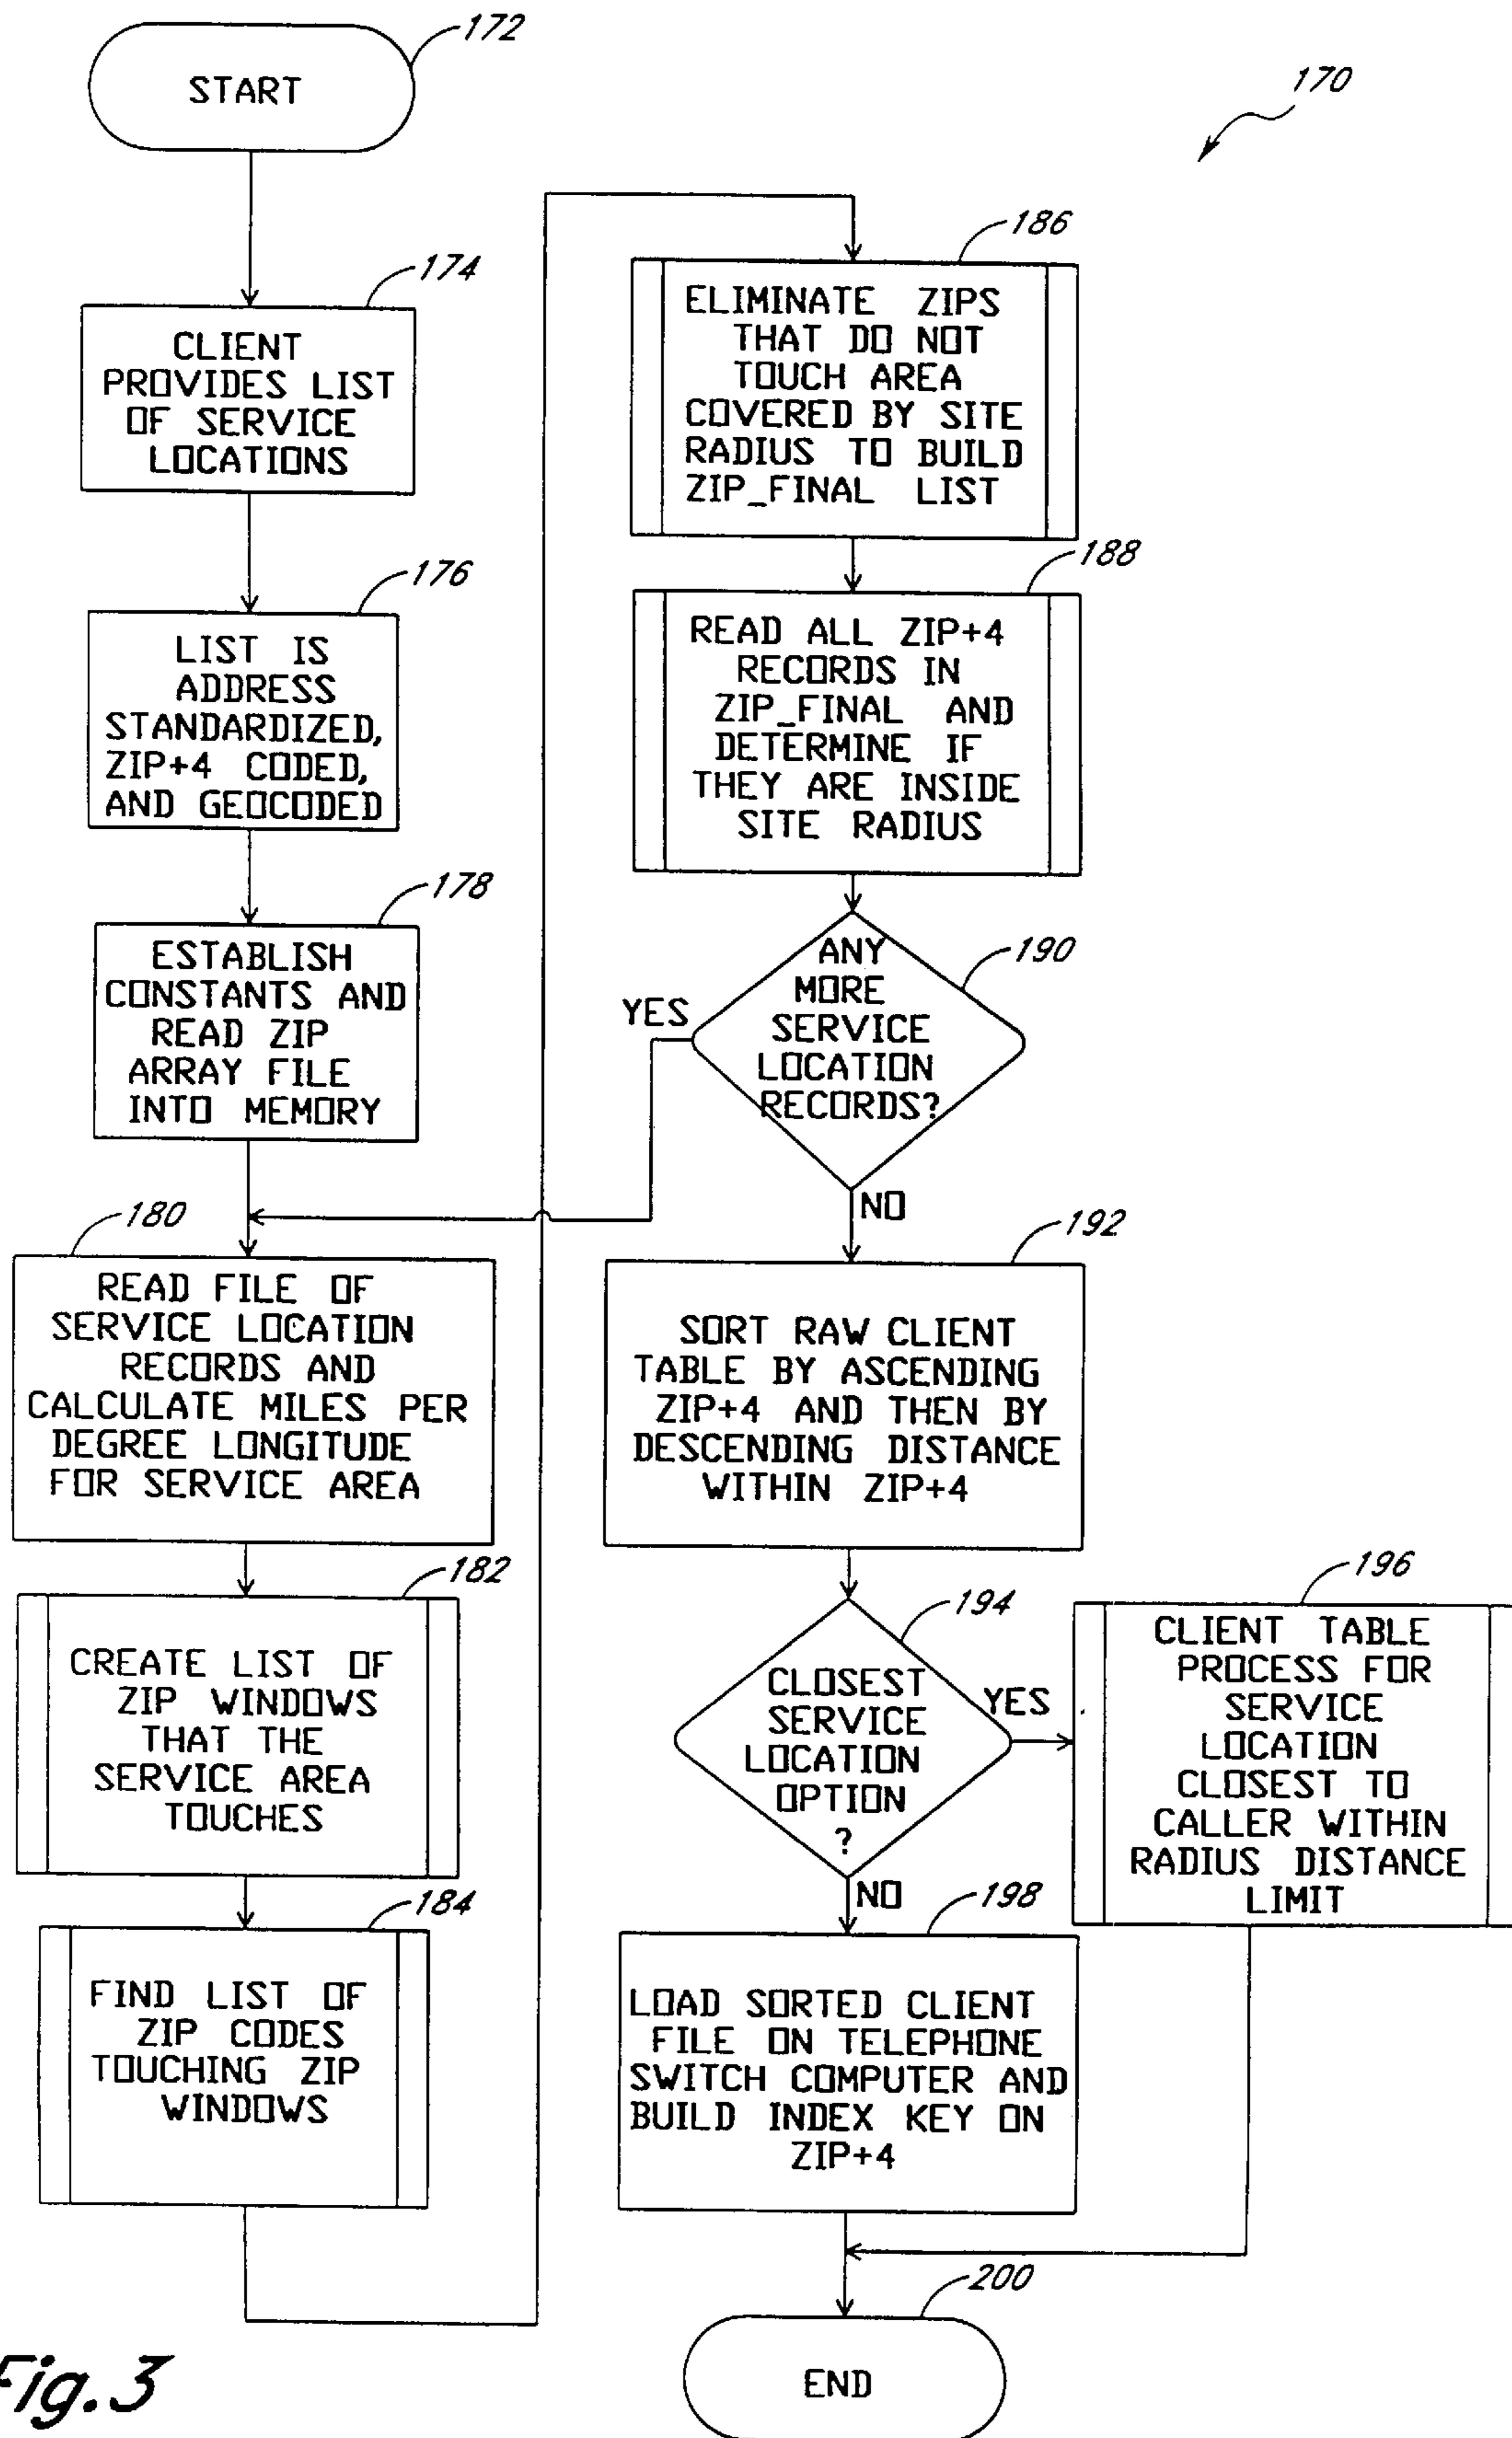 172
START
170
174
CLIENT
PROVIDES LIST
OF SERVICE
LOCATIONS
176
LIST IS
ADDRESS
STANDARDIZED,
ZIP+4 CODED,
AND GEOCODED
178
ESTABLISH
CONSTANTS AND
READ ZIP
ARRAY FILE
INTO MEMORY
180
READ FILE OF
SERVICE LOCATION
RECORDS AND
CALCULATE MILES PER
DEGREE LONGITUDE
FOR SERVICE AREA
182
CREATE LIST OF
ZIP WINDOWS
THAT THE
SERVICE AREA
TOUCHES
184
FIND LIST OF
ZIP CODES
TOUCHING ZIP
WINDOWS
186
ELIMINATE ZIPS
THAT DO NOT
TOUCH AREA
COVERED BY SITE
RADIUS TO BUILD
ZIP_FINAL LIST
188
READ ALL ZIP+4
RECORDS IN
ZIP_FINAL AND
DETERMINE IF
THEY ARE INSIDE
SITE RADIUS
190
ANY
MORE
SERVICE
LOCATION
RECORDS?
YES
NO
192
SORT RAW CLIENT
TABLE BY ASCENDING
ZIP+4 AND THEN BY
DESCENDING DISTANCE
WITHIN ZIP+4
194
CLOSEST
SERVICE
LOCATION
OPTION
?
YES
NO
196
CLIENT TABLE
PROCESS FOR
SERVICE
LOCATION
CLOSEST TO
CALLER WITHIN
RADIUS DISTANCE
LIMIT
198
LOAD SORTED CLIENT
FILE ON TELEPHONE
SWITCH COMPUTER AND
BUILD INDEX KEY ON
ZIP+4
200
END
Fig. 3